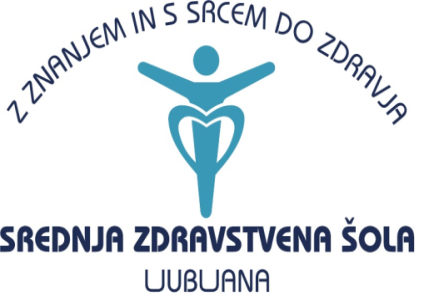 Z ZNANJEM IN S SRCEM DO ZDRAVJA
SREDNJA ZDRAVSTVENA ŠOLA
LJUBLJANA